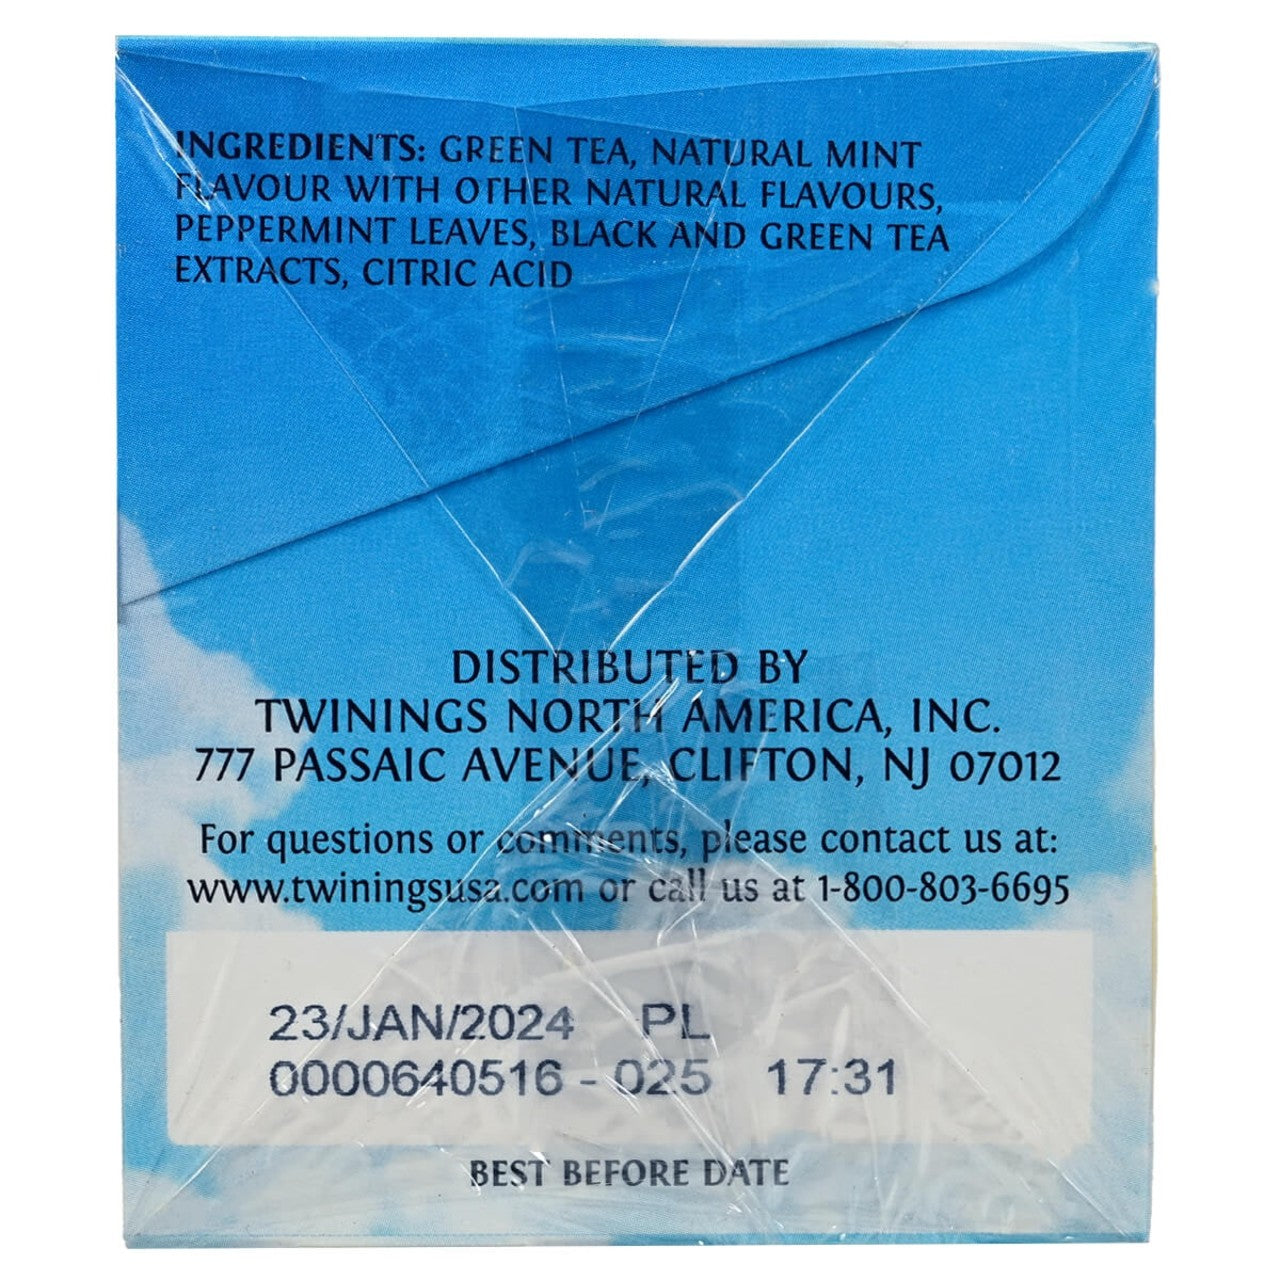 INGREDIENTS: GREEN TEA, NATURAL MINT
FLAVOUR WITH OTHER NATURAL FLAVOURS,
PEPPERMINT LEAVES, BLACK AND GREEN TEA
EXTRACTS, CITRIC ACID
DISTRIBUTED BY
TWININGS NORTH AMERICA, INC.
777 PASSAIC AVENUE, CLIFTON, NJ 07012
For questions or comments, please contact us at:
www.twiningsusa.com or call us at 1-800-803-6695
23/JAN/2024 PL
0000640516 - 025 17:31
BEST BEFORE DATE